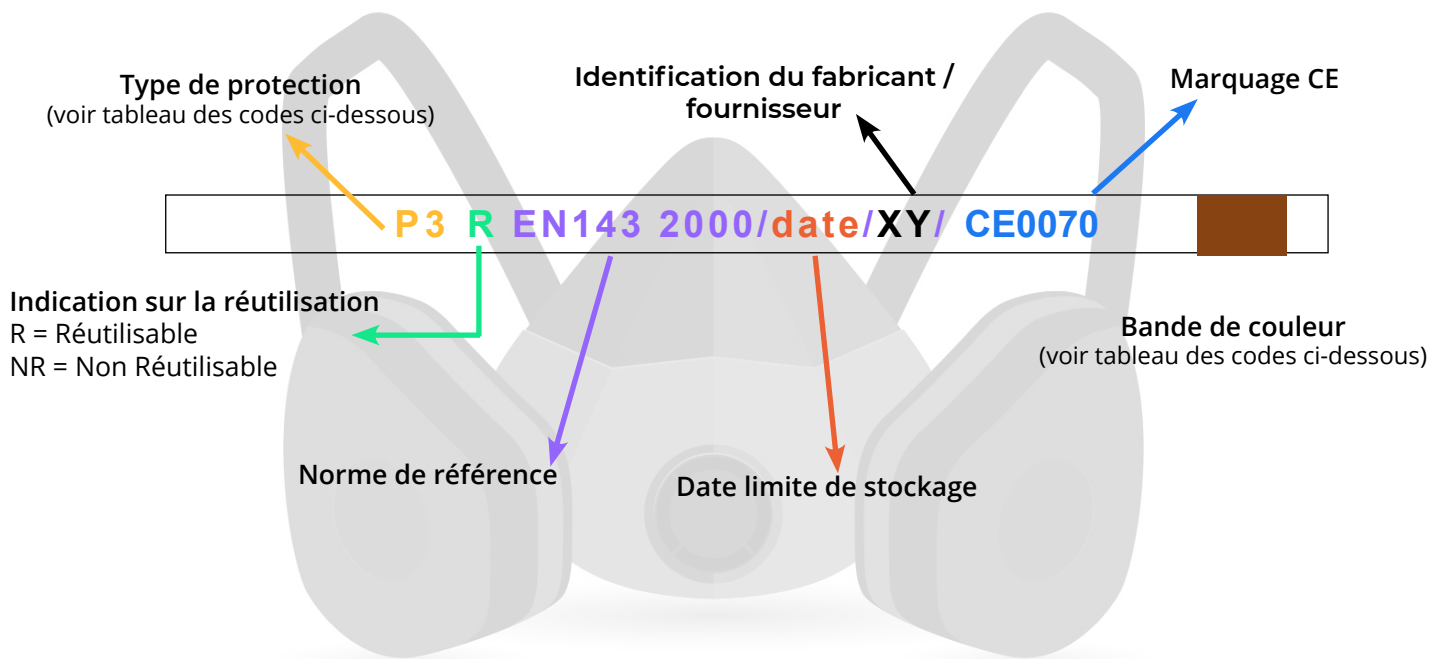 Type de protection
(voir tableau des codes ci-dessous)
Identification du fabricant /
fournisseur
Marquage CE
P3 R EN143 2000/date/XY/ CE0070
Indication sur la réutilisation
R = Réutilisable
NR = Non Réutilisable
Bande de couleur
(voir tableau des codes ci-dessous)
Norme de référence
Date limite de stockage